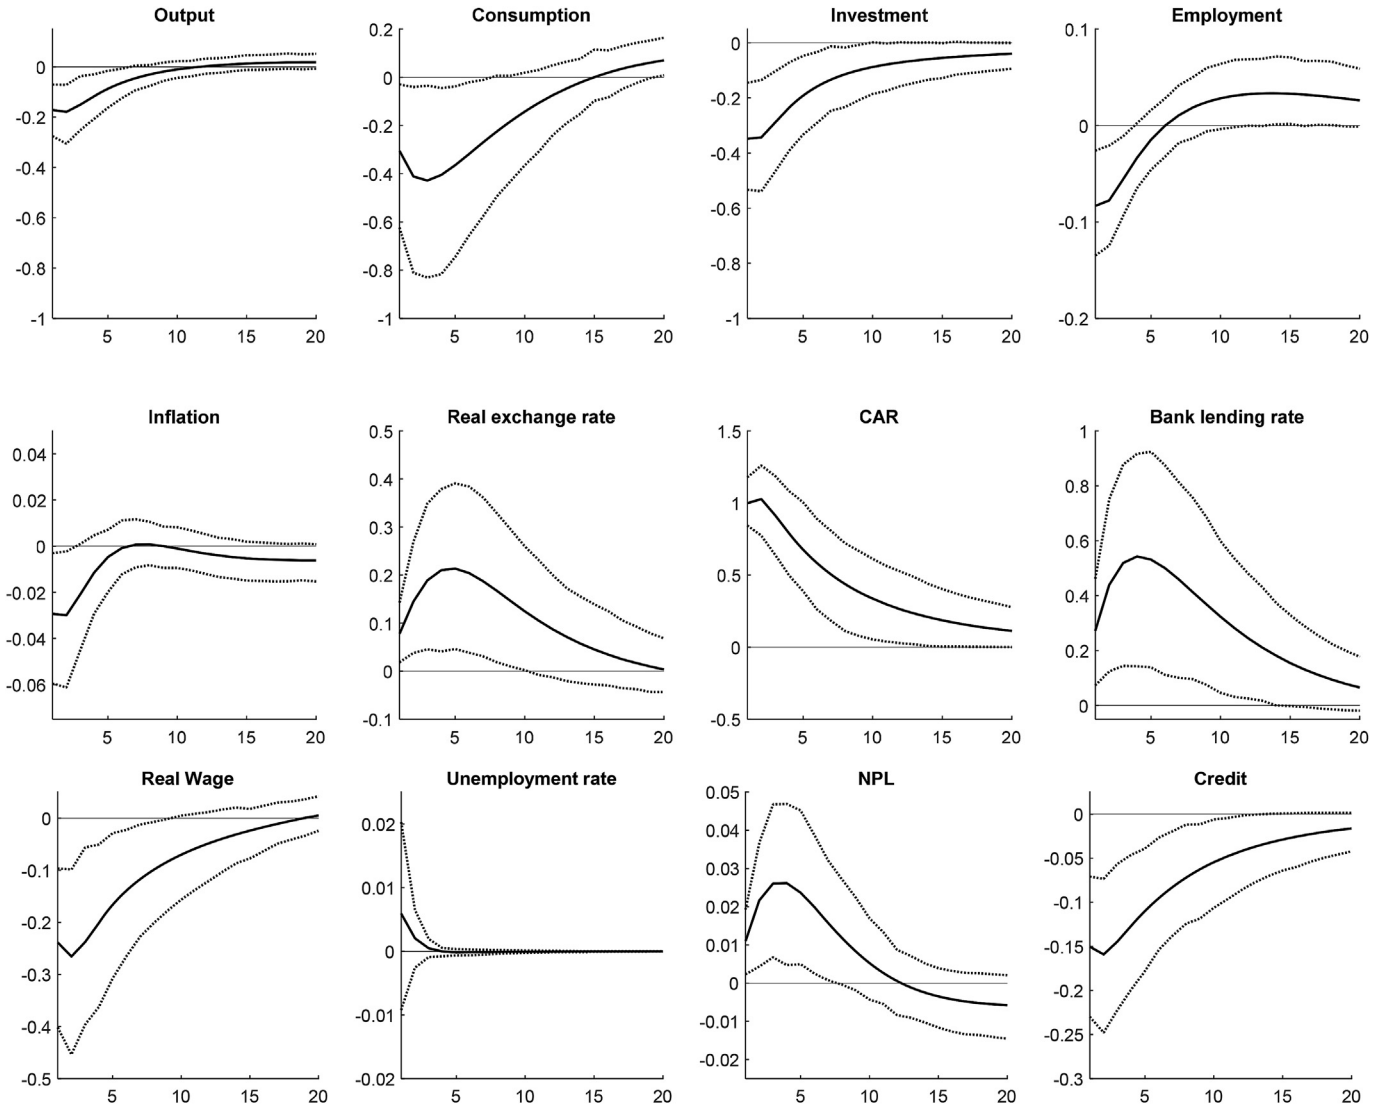 Output Consumption Investment Employment
0 -0.2 -0.4 -0.6 -0.8 -1
0.2 0 -0.2 -0.4 -0.6 -0.8 -1
0 -0.2 -0.4 -0.6 -0.8 -1
0.1 0 -0.1 -0.2
5 10 15 20 5 10 15 20 5 10 15 20 5 10 15 20
Inflation Real exchange rate CAR Bank lending rate
0.04 0.02 0 -0.02 -0.04 -0.06
0.5 0.4 0.3 0.2 0.1 0 -0.1
1.5 1 0.5 0 -0.5
1 0.8 0.6 0.4 0.2 0
5 10 15 20 5 10 15 20 5 10 15 20 5 10 15 20
Real Wage Unemployment rate NPL Credit
0 -0.1 -0.2 -0.3 -0.4 -0.5
0.02 0.01 0 -0.01 -0.02
0.05 0.04 0.03 0.02 0.01 0 -0.01 -0.02
0 -0.05 -0.1 -0.15 -0.2 -0.25 -0.3
5 10 15 20 5 10 15 20 5 10 15 20 5 10 15 20